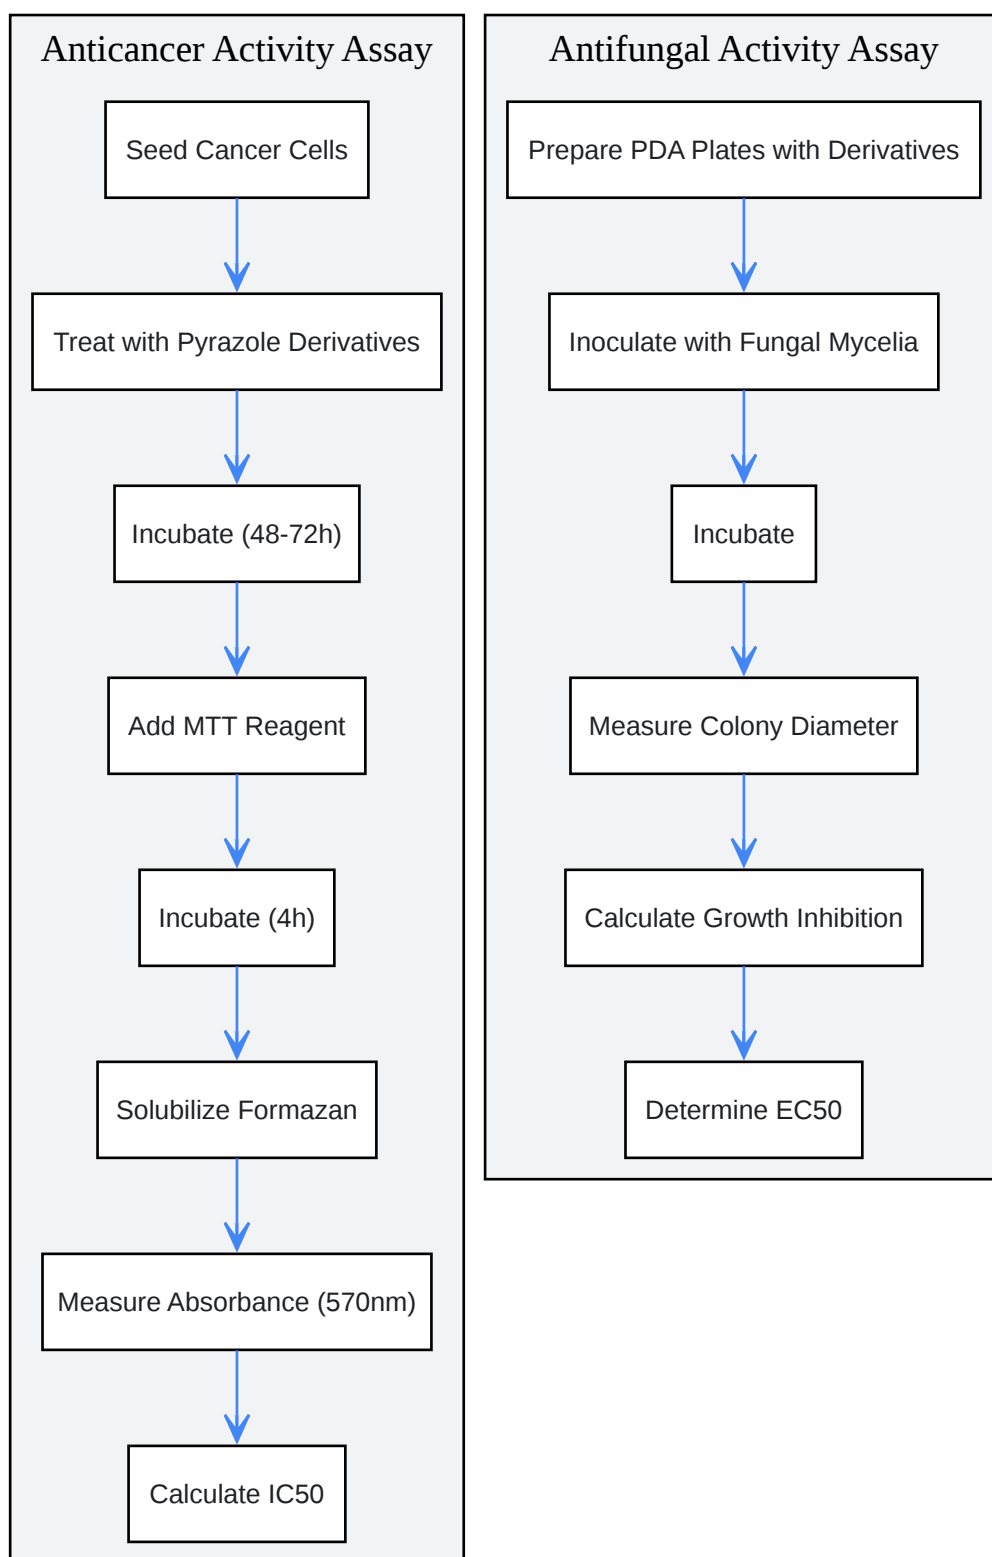 Anticancer Activity Assay
Seed Cancer Cells
Treat with Pyrazole Derivatives
Incubate (48-72h)
Add MTT Reagent
Incubate (4h)
Solubilize Formazan
Measure Absorbance (570nm)
Calculate IC50
Antifungal Activity Assay
Prepare PDA Plates with Derivatives
Inoculate with Fungal Mycelia
Incubate
Measure Colony Diameter
Calculate Growth Inhibition
Determine EC50